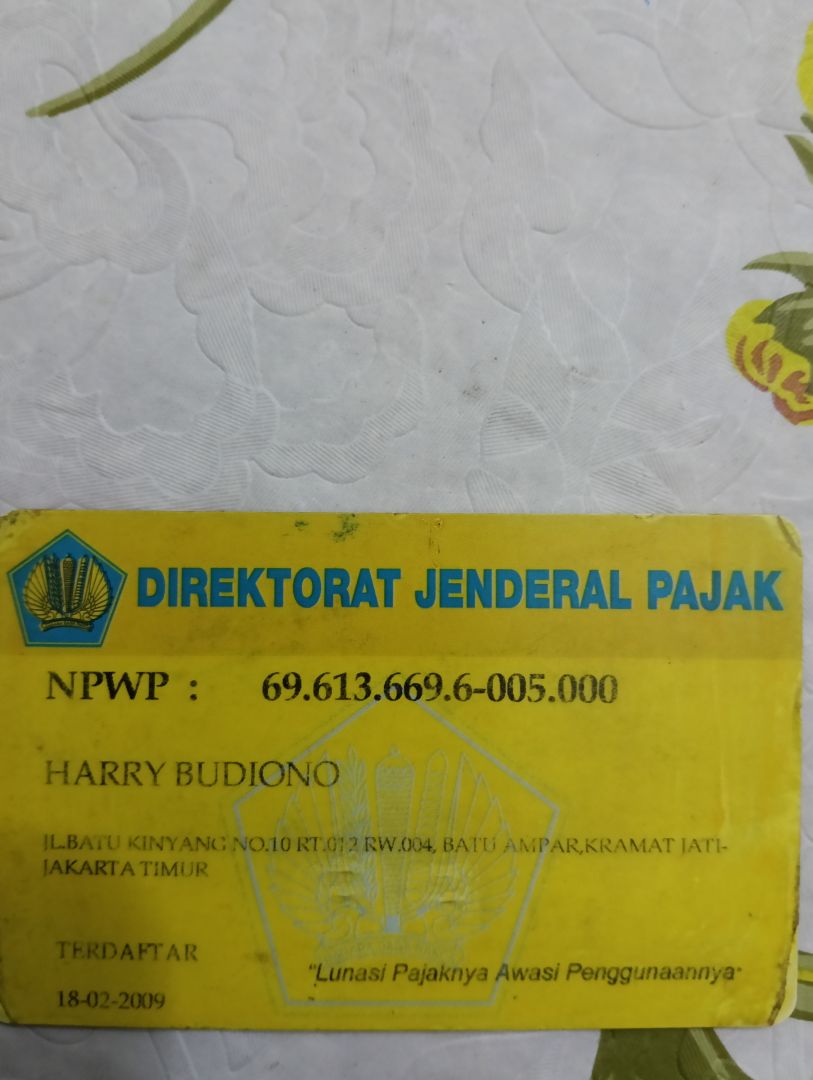 DIREKTORAT JENDERAL PAJAK
NPWP : 69.613.669.6-005.000
HARRY BUDIONO
JL.BATU KINYANG NO.10 RT.012 RW.004, BATU AMPAR,KRAMAT JATI-
JAKARTA TIMUR
TERDAFTAR
"Lunasi Pajaknya Awasi Penggunaannya"
18-02-2009